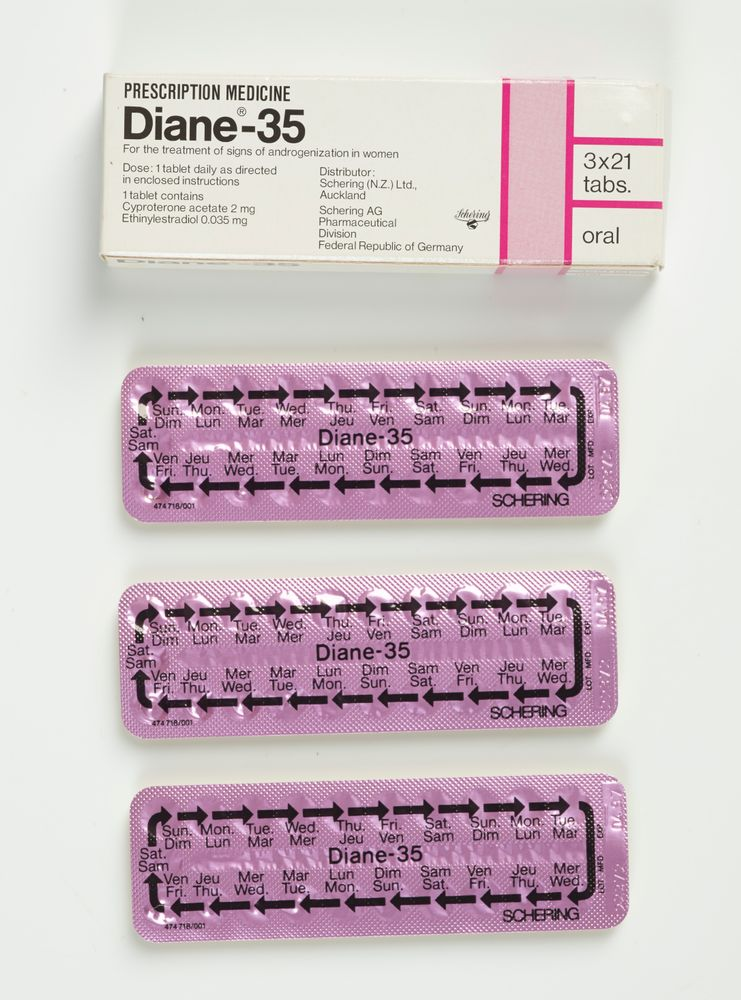 PRESCRIPTION MEDICINE
Diane®-35
For the treatment of signs of androgenization in women
Dose: 1 tablet daily as directed
in enclosed instructions
1 tablet contains
Cyproterone acetate 2 mg
Ethinylestradiol 0.035 mg
Distributor:
Schering (N.Z.) Ltd.,
Auckland
Schering AG
Pharmaceutical
Division
Federal Republic of Germany
Schering
3x21
tabs.
oral
Diane-35
Sun. Mon. Tue. Wed. Thu. Fri. Sat. Sun. Mon. Tue.
Dim Lun Mar Mer Jeu Ven Sam Dim Lun Mar
Sat.
Sam
Diane-35
Ven Jeu Mer Mar Lun Dim Sam Ven Jeu Mer
Fri. Thu. Wed. Tue. Mon. Sun. Sat. Fri. Thu. Wed.
474 718/001
SCHERING
LOT MFD. EXP.
Sun. Mon. Tue. Wed. Thu. Fri. Sat. Sun. Mon. Tue.
Dim Lun Mar Mer Jeu Ven Sam Dim Lun Mar
Sat.
Sam
Diane-35
Ven Jeu Mer Mar Lun Dim Sam Ven Jeu Mer
Fri. Thu. Wed. Tue. Mon. Sun. Sat. Fri. Thu. Wed.
474 718/001
SCHERING
LOT MFD. EXP.
Sun. Mon. Tue. Wed. Thu. Fri. Sat. Sun. Mon. Tue.
Dim Lun Mar Mer Jeu Ven Sam Dim Lun Mar
Sat.
Sam
Diane-35
Ven Jeu Mer Mar Lun Dim Sam Ven Jeu Mer
Fri. Thu. Wed. Tue. Mon. Sun. Sat. Fri. Thu. Wed.
474 718/001
SCHERING
LOT MFD. EXP.